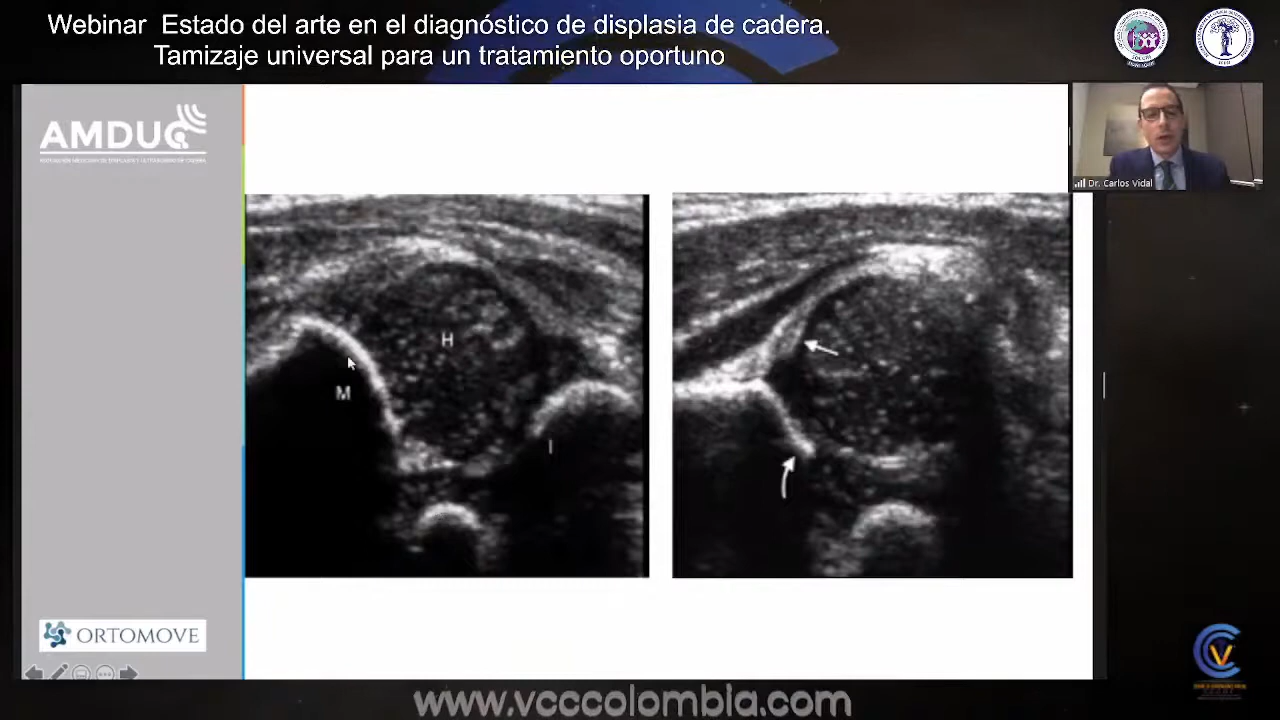 Webinar Estado del arte en el diagnóstico de displasia de cadera.
Tamizaje universal para un tratamiento oportuno
AMDUC
Dr. Carlos Vidal
H
M
I
ORTOMOVE
www.vcccolombia.com